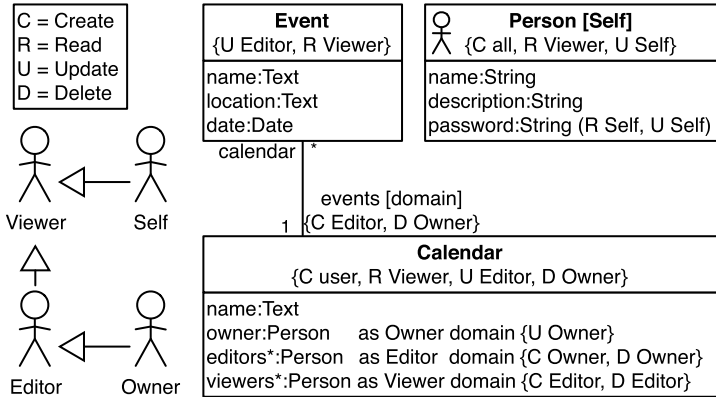 C = Create
R = Read
U = Update
D = Delete
Event
{U Editor, R Viewer}
name:Text
location:Text
date:Date
Person [Self]
{C all, R Viewer, U Self}
name:String
description:String
password:String (R Self, U Self)
calendar *
events [domain]
1 {C Editor, D Owner}
Viewer
Self
Editor
Owner
Calendar
{C user, R Viewer, U Editor, D Owner}
name:Text
owner:Person as Owner domain {U Owner}
editors*:Person as Editor domain {C Owner, D Owner}
viewers*:Person as Viewer domain {C Editor, D Editor}